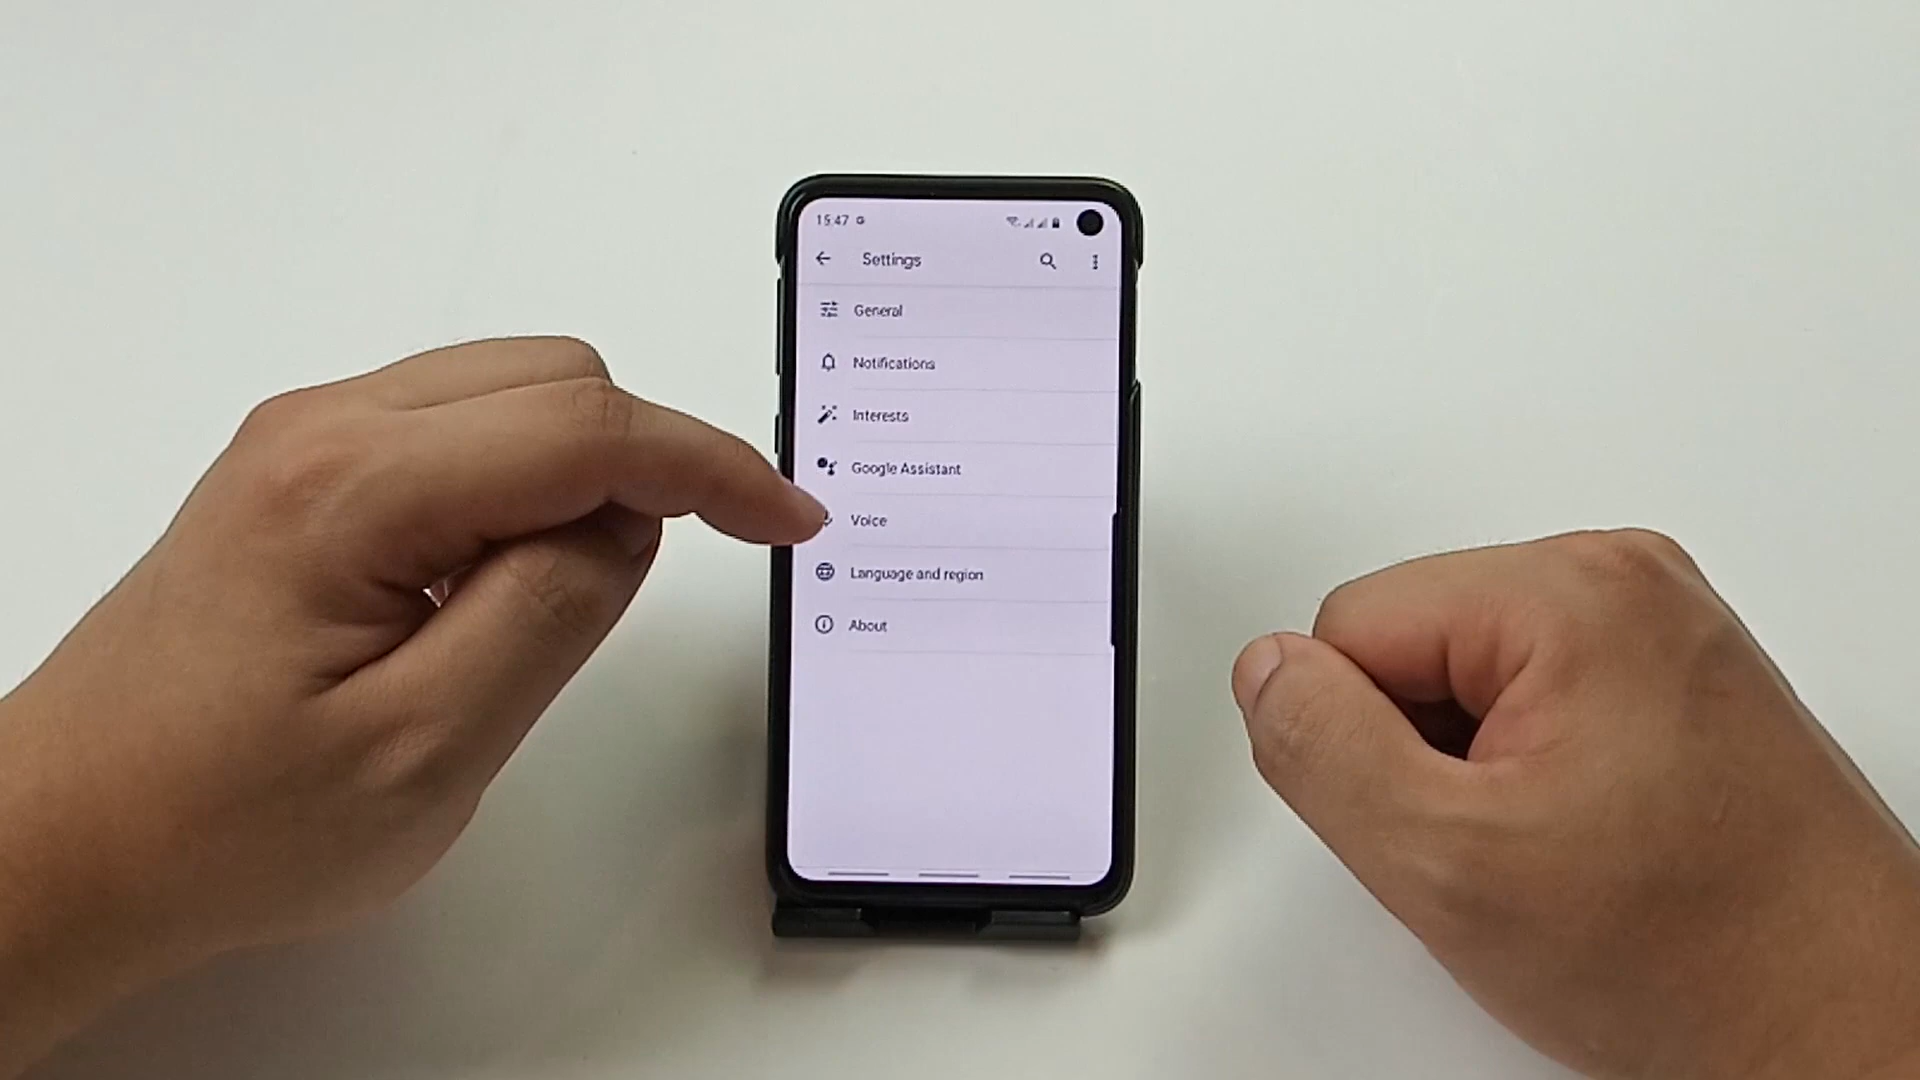 15:47 G
Settings
General
Notifications
Interests
Google Assistant
Voice
Language and region
About